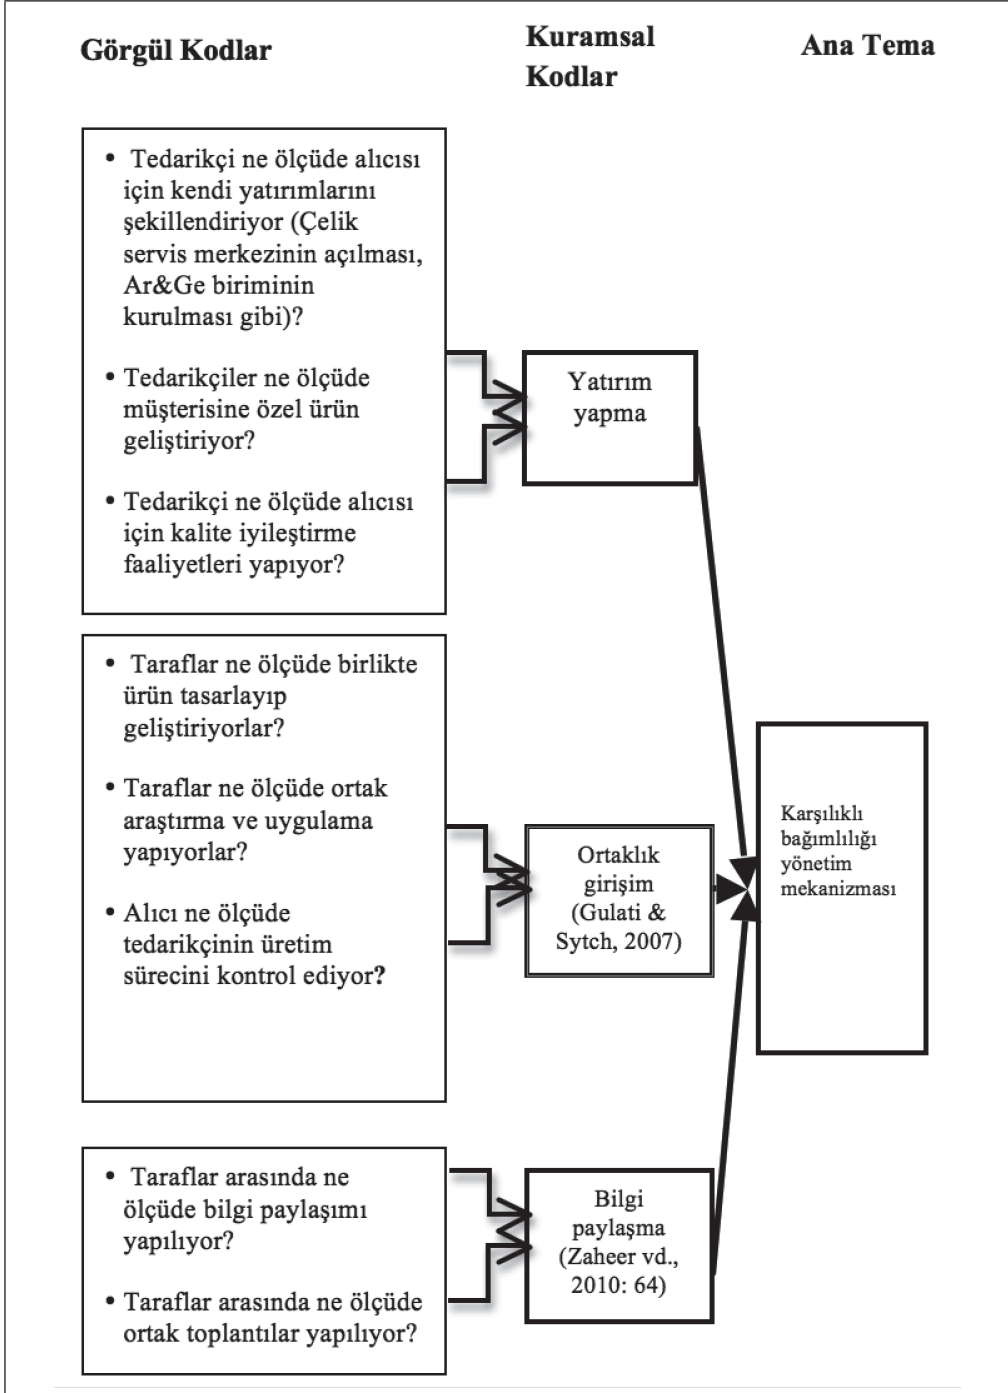 Görgül Kodlar
Kuramsal
Kodlar
Ana Tema
• Tedarikçi ne ölçüde alıcısı
için kendi yatırımlarını
şekillendiriyor (Çelik
servis merkezinin açılması,
Ar&Ge biriminin
kurulması gibi)?
• Tedarikçiler ne ölçüde
müşterisine özel ürün
geliştiriyor?
• Tedarikçi ne ölçüde alıcısı
için kalite iyileştirme
faaliyetleri yapıyor?
Yatırım
yapma
• Taraflar ne ölçüde birlikte
ürün tasarlayıp
geliştiriyorlar?
• Taraflar ne ölçüde ortak
araştırma ve uygulama
yapıyorlar?
• Alıcı ne ölçüde
tedarikçinin üretim
sürecini kontrol ediyor?
Ortaklık
girişim
(Gulati &
Sytch, 2007)
Karşılıklı
bağımlılığı
yönetim
mekanizması
• Taraflar arasında ne
ölçüde bilgi paylaşımı
yapılıyor?
• Taraflar arasında ne ölçüde
ortak toplantılar yapılıyor?
Bilgi
paylaşma
(Zaheer vd.,
2010: 64)